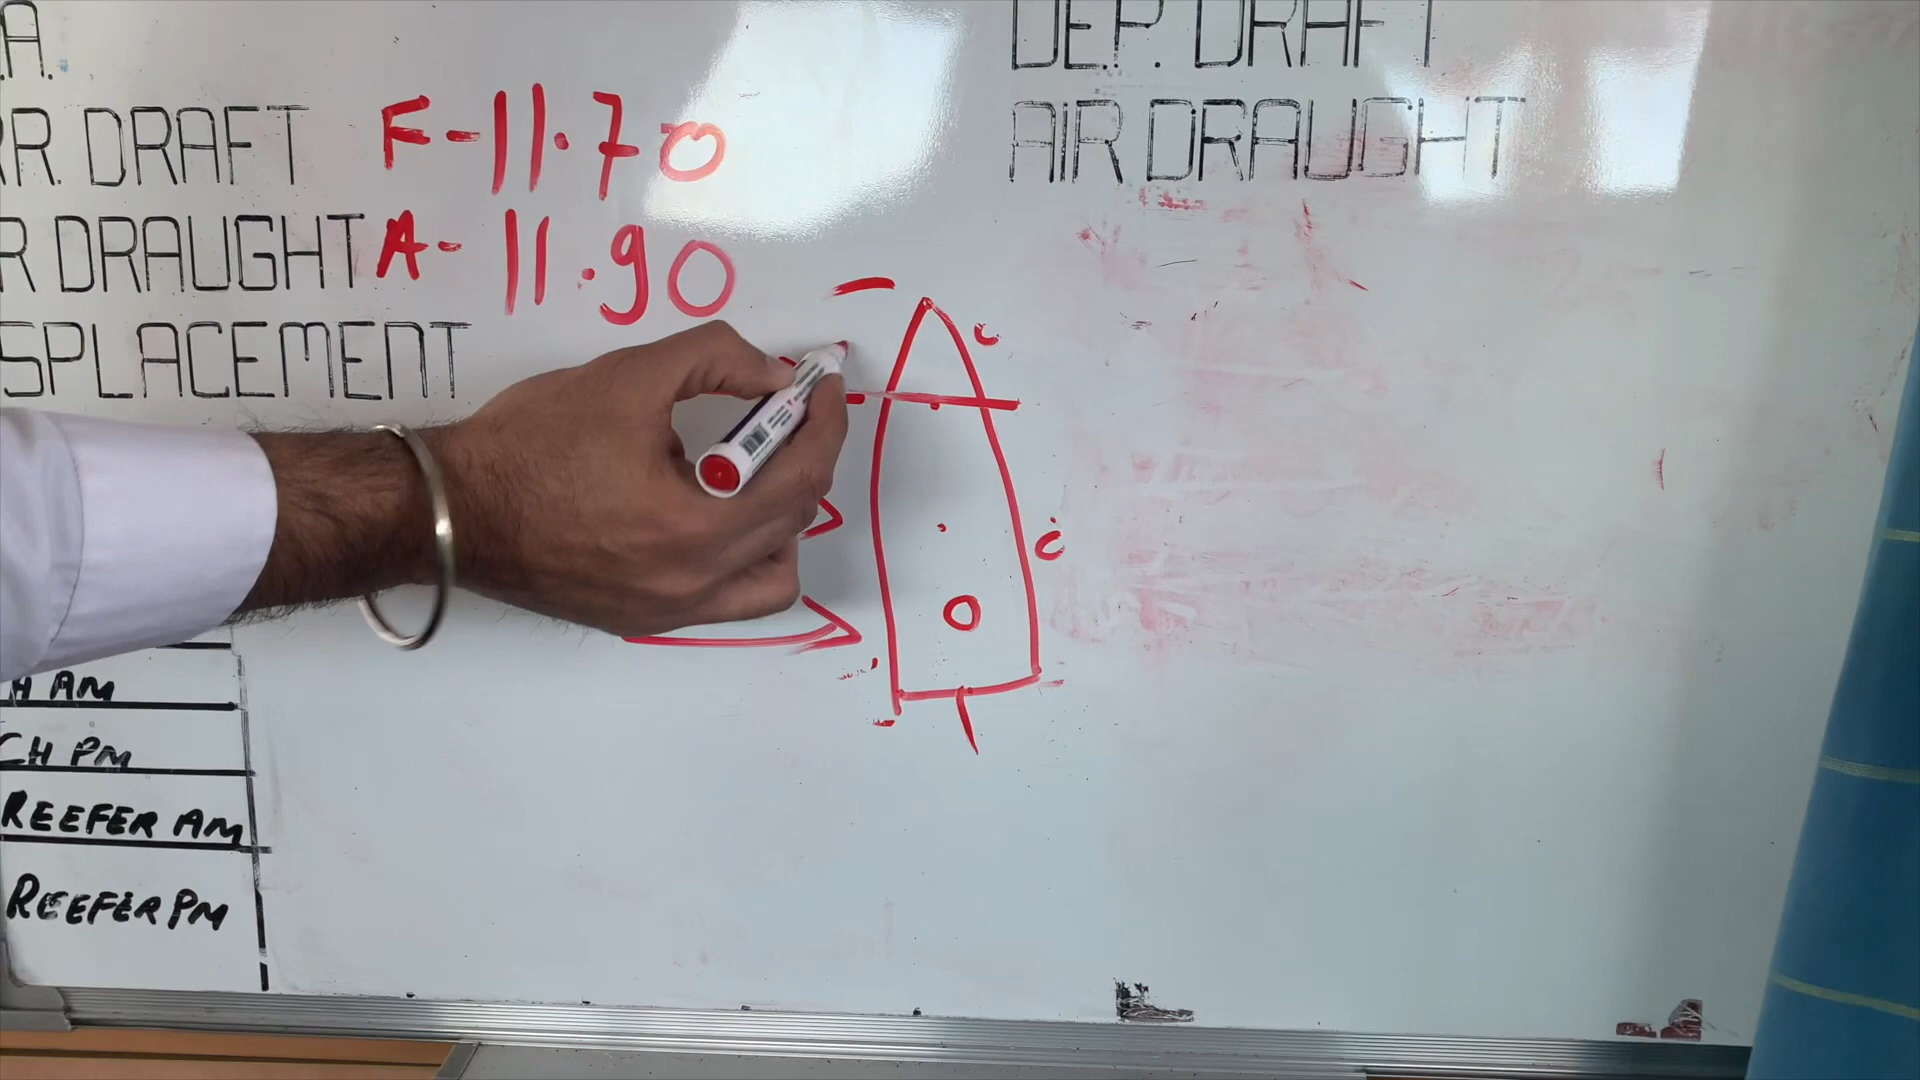 .A.
DEP. DRAFT
RR. DRAFT F-11.70
AIR DRAUGHT
R DRAUGHT A-11.90
SPLACEMENT
H AM
CH PM
REEFER AM
REEFER PM